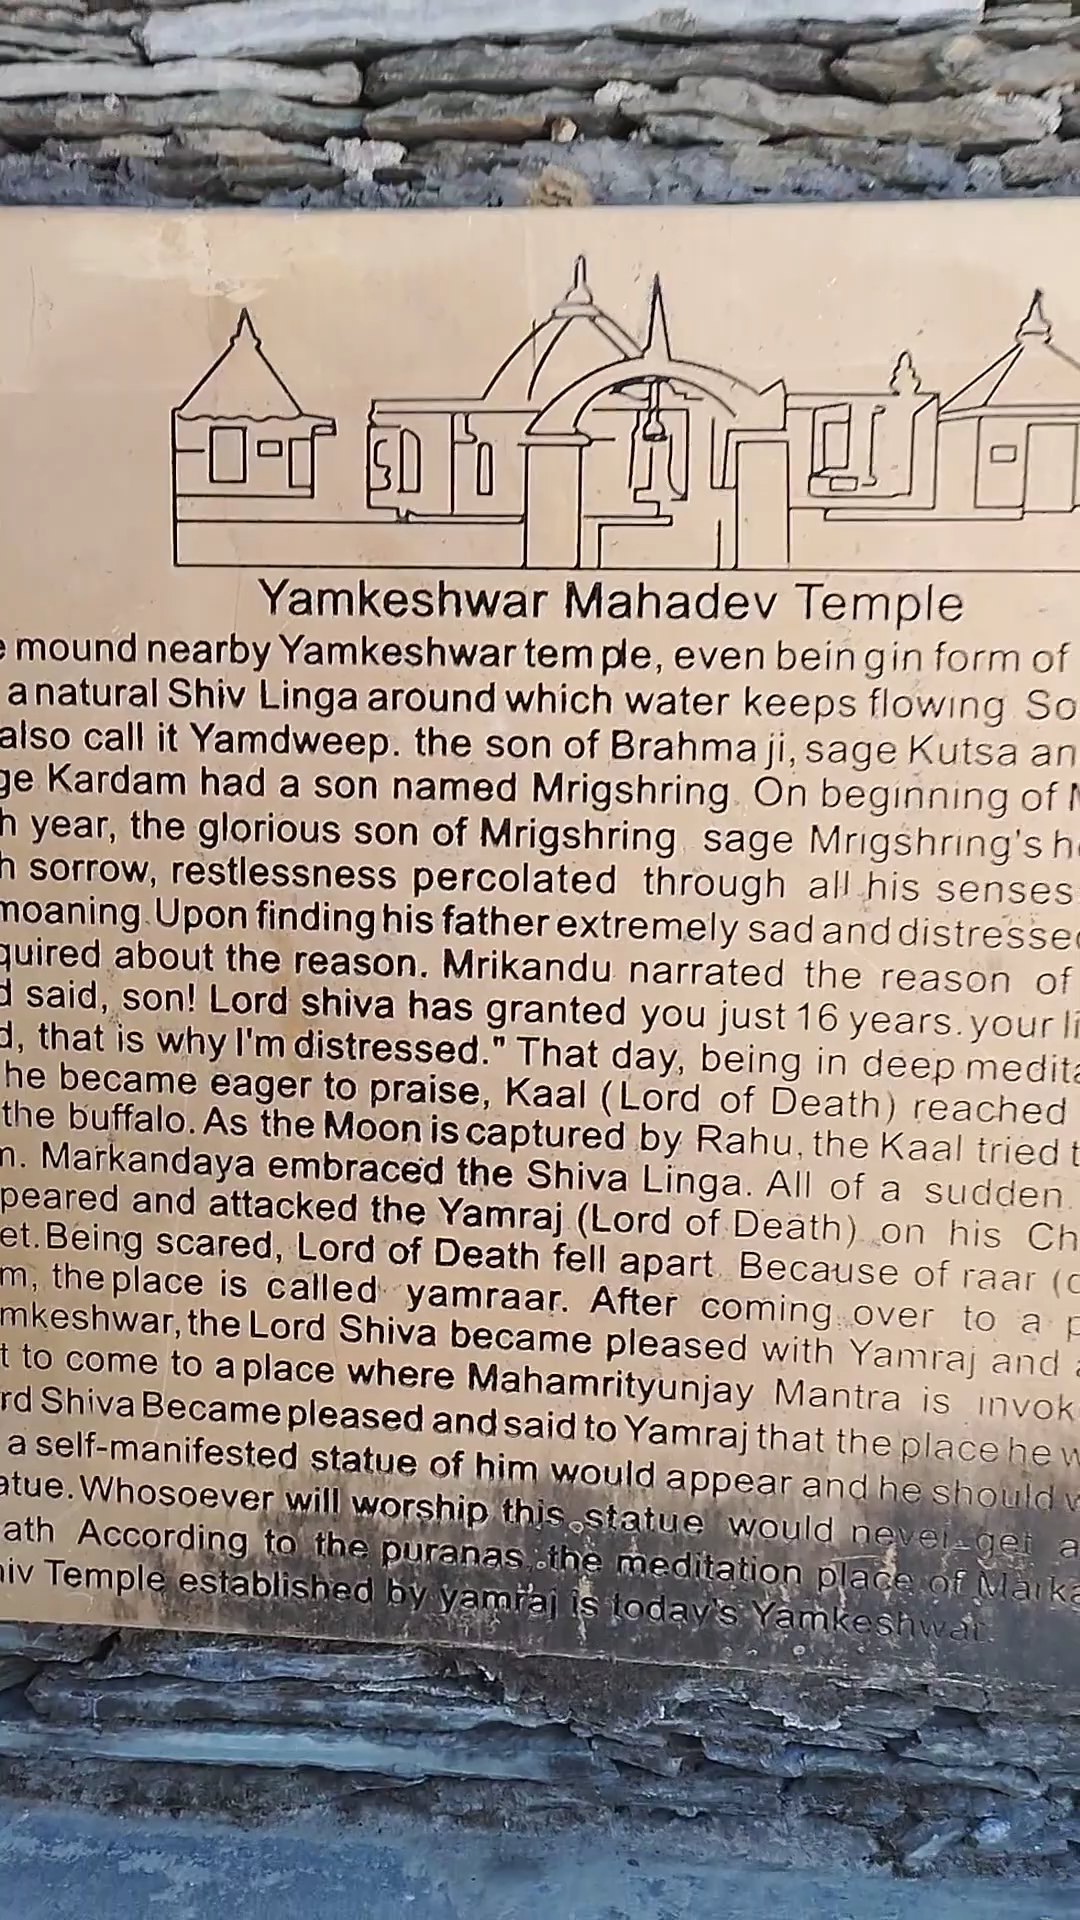 Yamkeshwar Mahadev Temple
mound nearby Yamkeshwar temple, even being in form of
a natural Shiv Linga around which water keeps flowing. So
also call it Yamdweep. the son of Brahma ji, sage Kutsa an
ge Kardam had a son named Mrigshring. On beginning of
h year, the glorious son of Mrigshring, sage Mrigshring's h
h sorrow, restlessness percolated through all his senses
moaning. Upon finding his father extremely sad and distresse
quired about the reason. Mrikandu narrated the reason of
d said, son! Lord shiva has granted you just 16 years. your li
d, that is why I'm distressed." That day, being in deep medita
he became eager to praise, Kaal (Lord of Death) reached
the buffalo. As the Moon is captured by Rahu, the Kaal tried t
n. Markandaya embraced the Shiva Linga. All of a sudden
peared and attacked the Yamraj (Lord of Death) on his Ch
et. Being scared, Lord of Death fell apart. Because of raar (
m, the place is called yamraar. After coming over to a p
mkeshwar, the Lord Shiva became pleased with Yamraj and a
t to come to a place where Mahamrityunjay Mantra is invok
rd Shiva Became pleased and said to Yamraj that the place he w
a self-manifested statue of him would appear and he should w
atue. Whosoever will worship this statue would never get a
ath According to the puranas, the meditation place of Marka
iv Temple established by yamraj is today's Yamkeshwar.